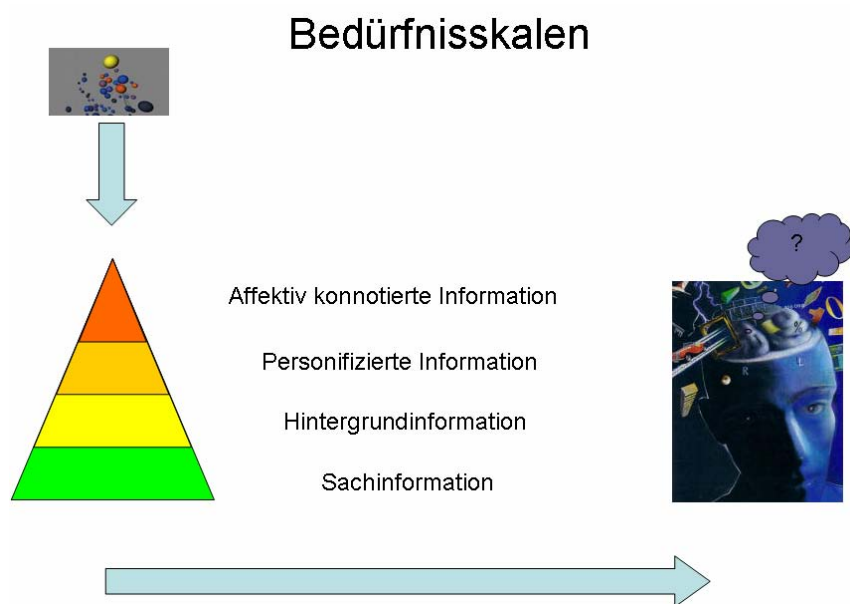 Bedürfnisskalen
?
Affektiv konnotierte Information
Personifizierte Information
Hintergrundinformation
Sachinformation
R L